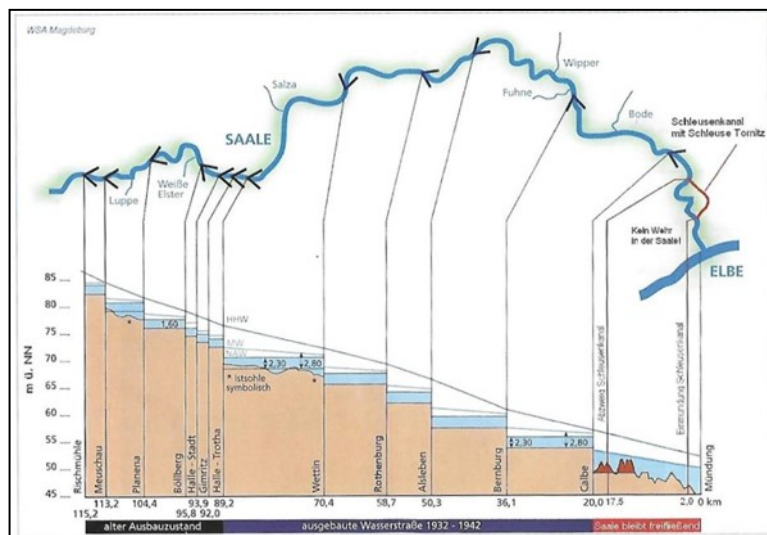 WSA Magdeburg
Wipper
Salza
Fuhne
Bode
SAALE
Schleusenkanal
mit Schleuse Tornitz
Weiße
Elster
Luppe
Kein Wehr
in der Saale!
ELBE
m ü. NN
85
80
75
70
65
60
55
50
45
HHW
MW
1,60
2,30
2,80
* Istsohle
symbolisch
*
*
2,30
2,80
Rischmühle
Meuschau
Planena
Böllberg
Halle - Stadt
Gimritz
Halle - Trotha
Wettin
Rothenburg
Alsleben
Bernburg
Calbe
Abzweig Schleusenkanal
Einmündung Schleusenkanal
Mündung
113,2 104,4 93,9 89,2 70,4 58,7 50,3 36,1 20,0 17,5 2,0 0 km
115,2 95,8 92,0
alter Ausbauzustand
ausgebaute Wasserstraße 1932 - 1942
Saale bleibt freifließend